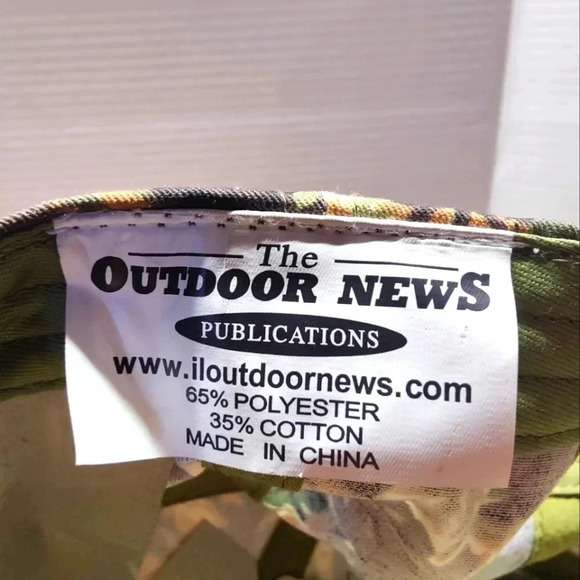 The
OUTDOOR NEWS
PUBLICATIONS
www.iloutdoornews.com
65% POLYESTER
35% COTTON
MADE IN CHINA